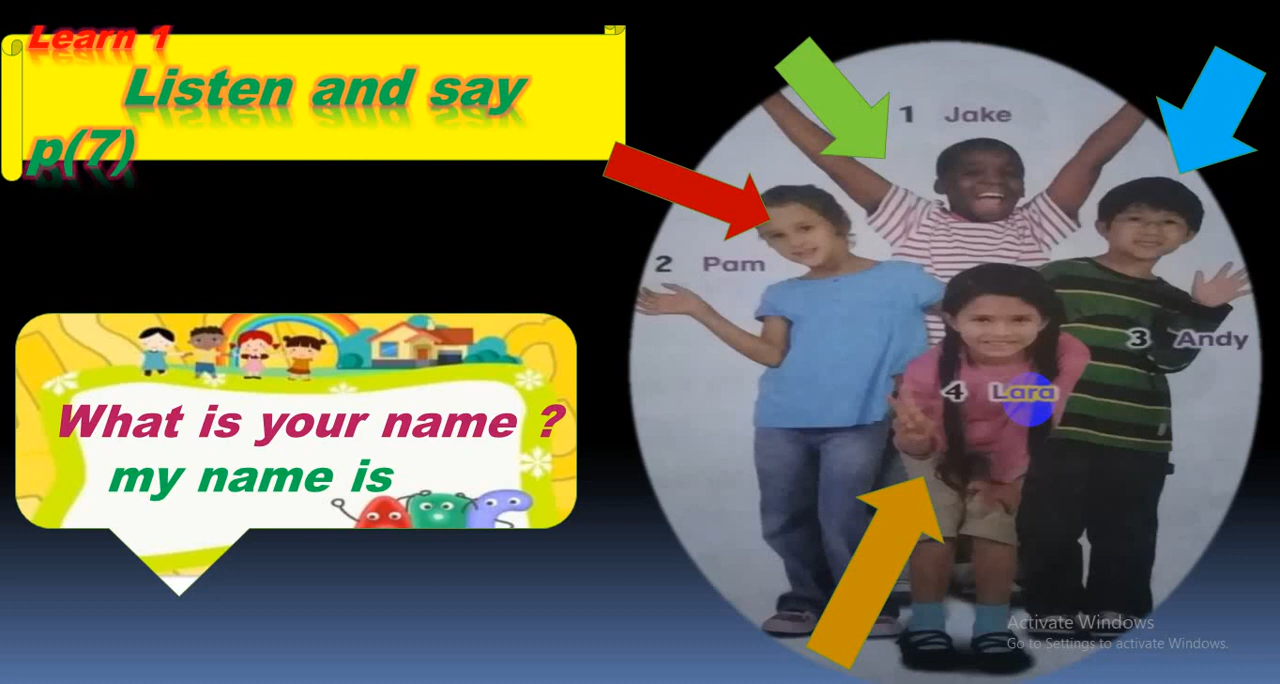 Learn 1
Listen and say
p(7)
1 Jake
2 Pam
3 Andy
4 Lara
What is your name ?
my name is
Activate Windows
Go to Settings to activate Windows.